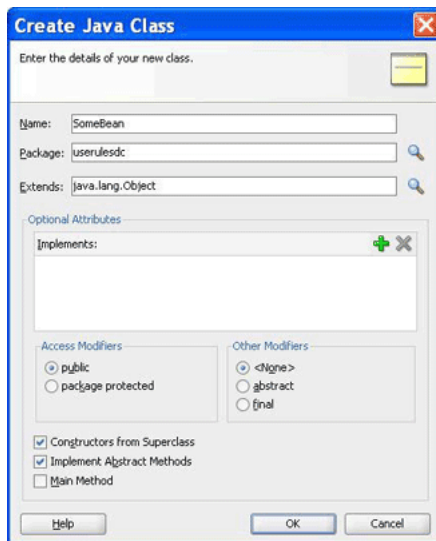 Create Java Class
Enter the details of your new class.
Name: SomeBean
Package: userulesdc
Extends: java.lang.Object
Optional Attributes
Implements:
Access Modifiers
public
package protected
Other Modifiers
<None>
abstract
final
Constructors from Superclass
Implement Abstract Methods
Main Method
Help OK Cancel